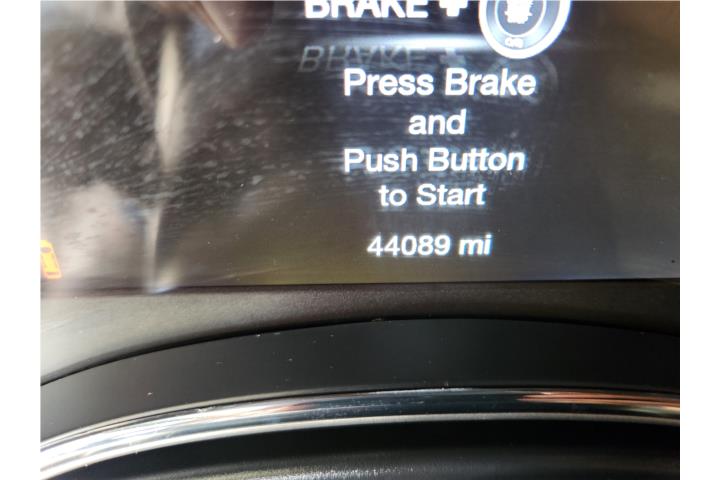 BRAKE +
Press Brake
and
Push Button
to Start
44089 mi